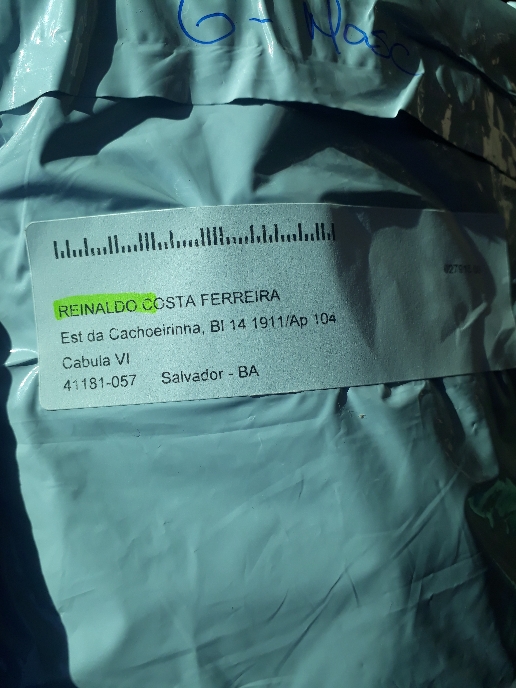 G - Masc
REINALDO COSTA FERREIRA
Est da Cachoeirinha, Bl 14 1911/Ap 104
Cabula VI
41181-057 Salvador - BA